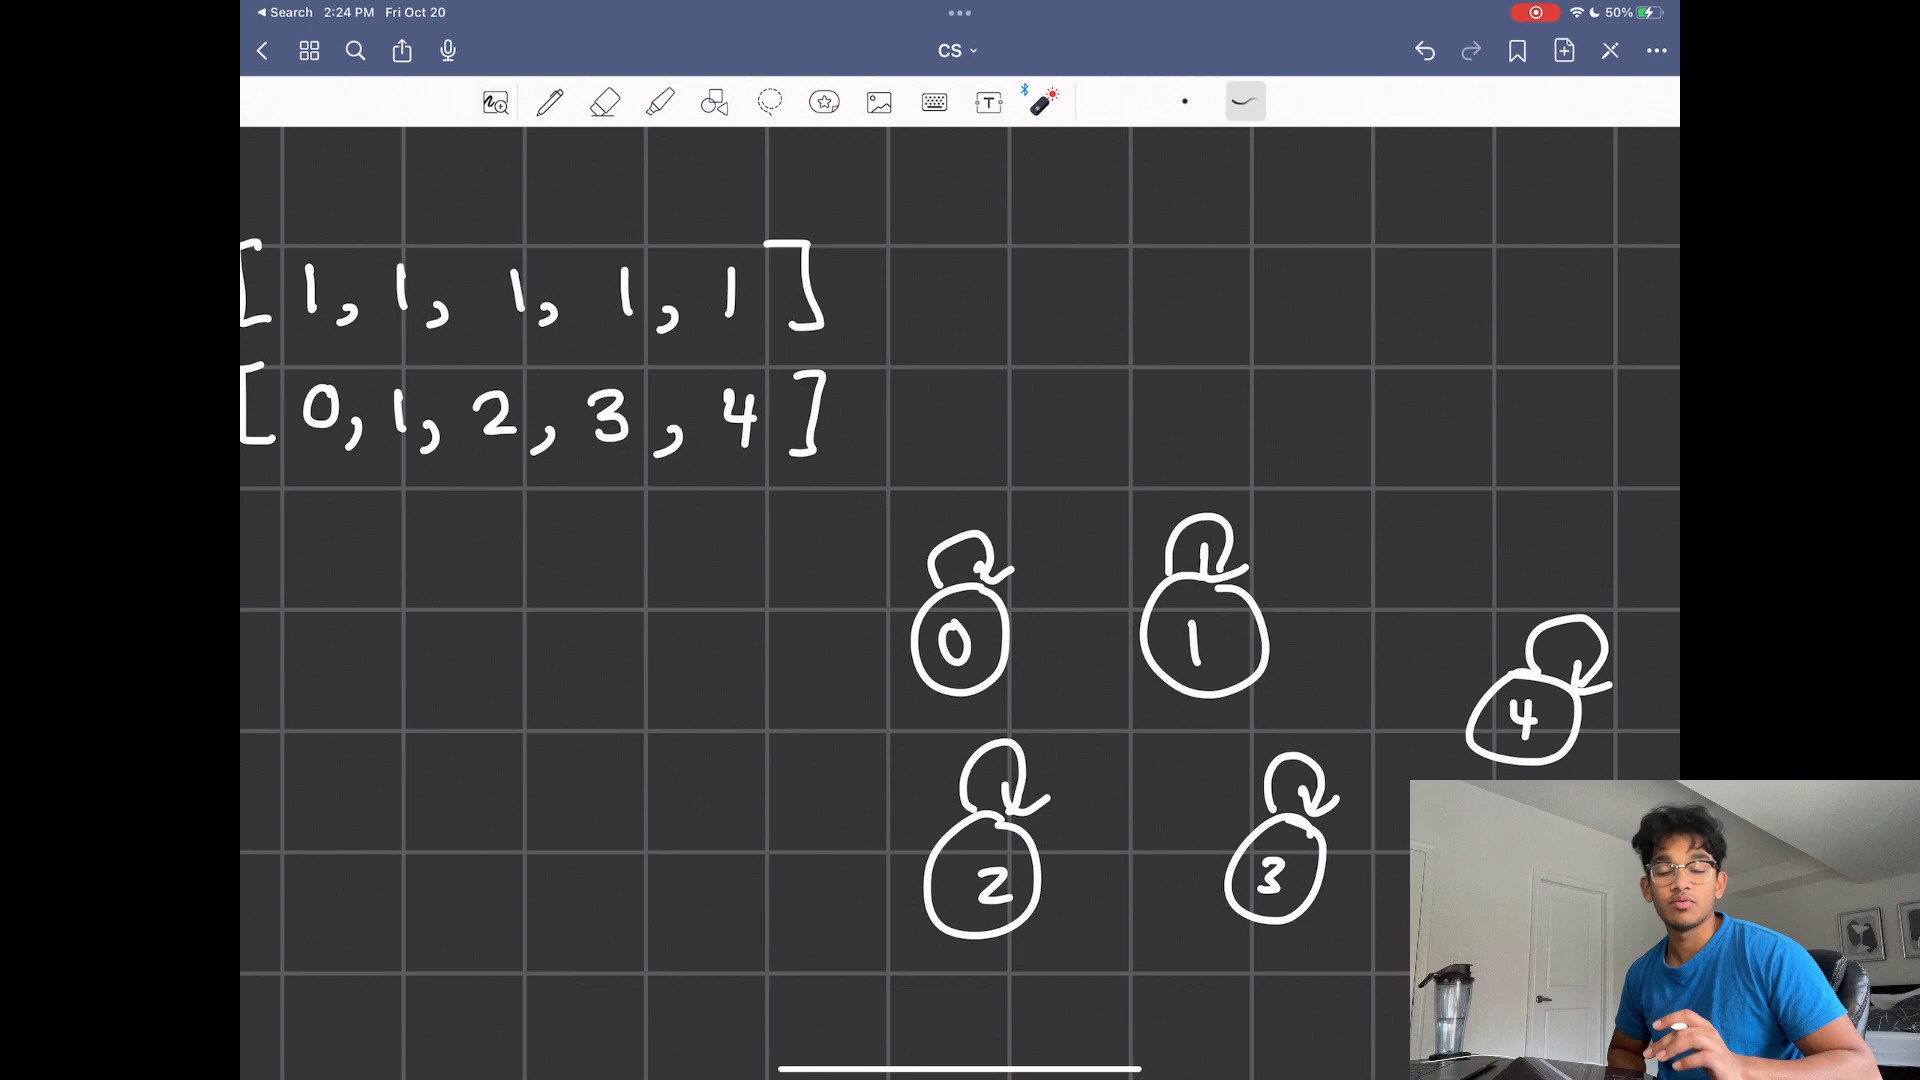 Search 2:24 PM Fri Oct 20
50%
CS
T
[1, 1, 1, 1, 1]
[0, 1, 2, 3, 4]
0
1
4
2
3